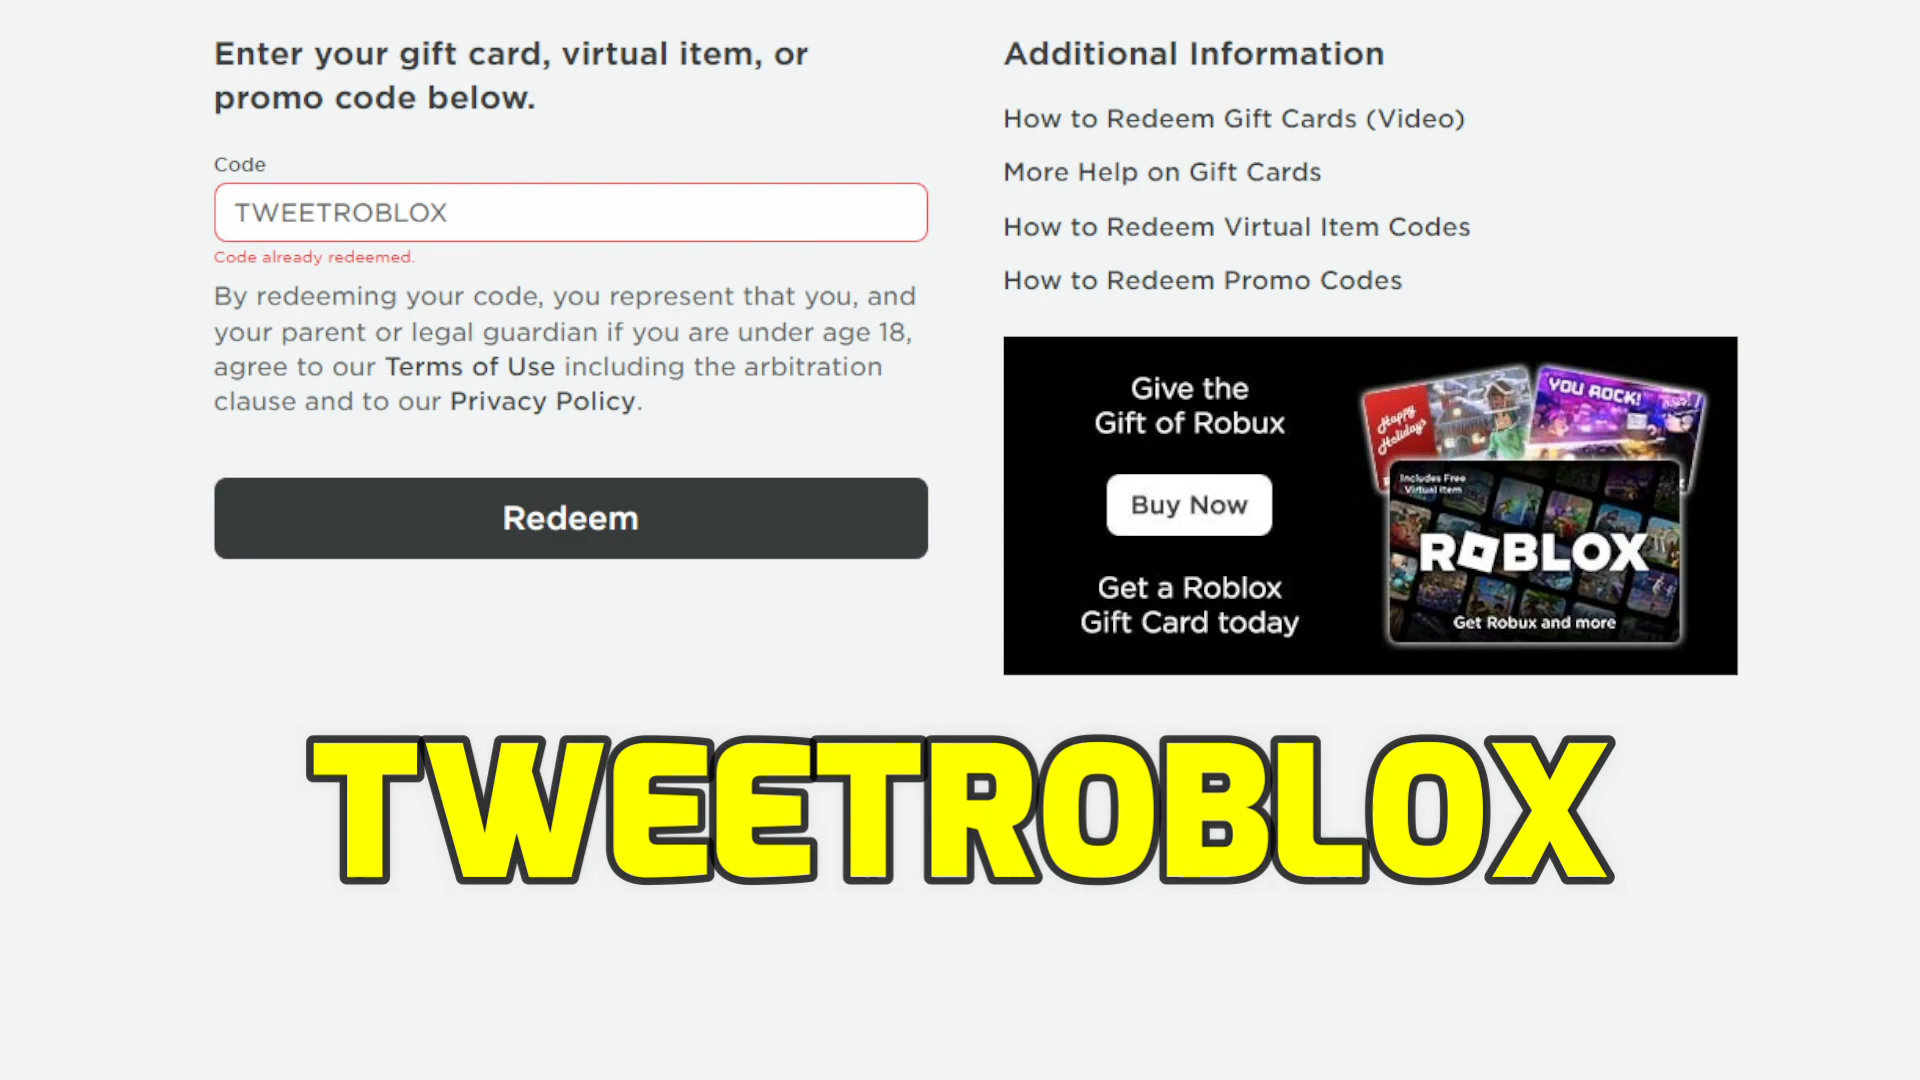 Enter your gift card, virtual item, or
promo code below.
Code
TWEETROBLOX
Code already redeemed.
By redeeming your code, you represent that you, and
your parent or legal guardian if you are under age 18,
agree to our Terms of Use including the arbitration
clause and to our Privacy Policy.
Redeem
Additional Information
How to Redeem Gift Cards (Video)
More Help on Gift Cards
How to Redeem Virtual Item Codes
How to Redeem Promo Codes
Give the
Gift of Robux
Buy Now
Get a Roblox
Gift Card today
Happy
Holidays
YOU ROCK!
Includes Free
Virtual Item
ROBLOX
Get Robux and more
TWEETROBLOX